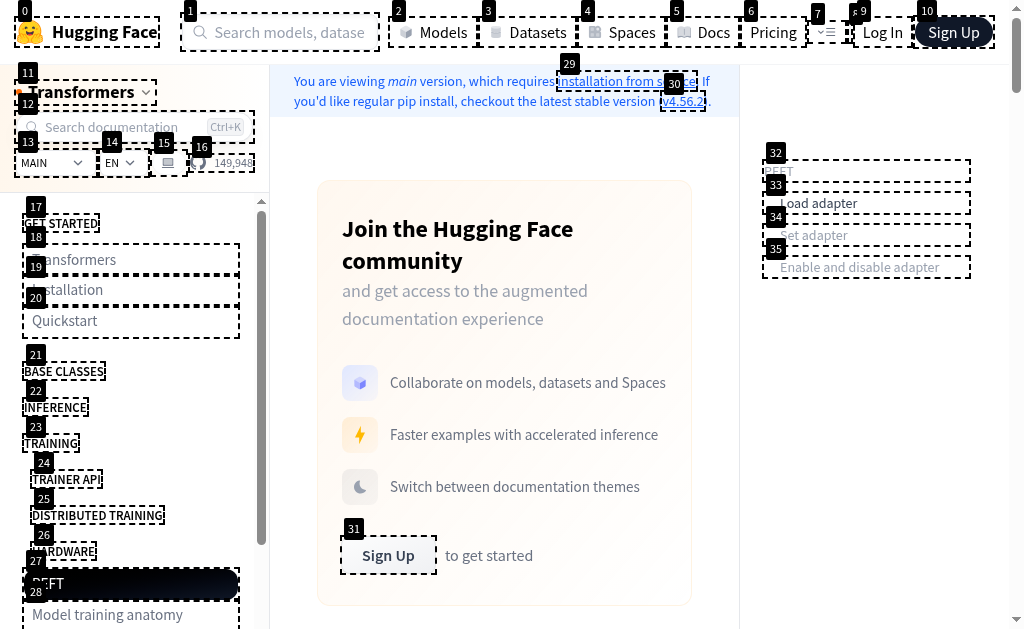 0
1
2
3
4
5
6
7
9
10
Hugging Face
Search models, datase
Models
Datasets
Spaces
Docs
Pricing
Log In
Sign Up
11
Transformers
12
Search documentation
Ctrl+K
13
14
15
16
MAIN
EN
149,948
17
GET STARTED
18
Transformers
19
Installation
20
Quickstart
21
BASE CLASSES
22
INFERENCE
23
TRAINING
24
TRAINER API
25
DISTRIBUTED TRAINING
26
HARDWARE
27
PEFT
28
Model training anatomy
29
You are viewing main version, which requires installation from source. If
30
you'd like regular pip install, checkout the latest stable version (v4.56.2).
Join the Hugging Face
community
and get access to the augmented
documentation experience
Collaborate on models, datasets and Spaces
Faster examples with accelerated inference
Switch between documentation themes
31
Sign Up
to get started
32
PEFT
33
Load adapter
34
Set adapter
35
Enable and disable adapter